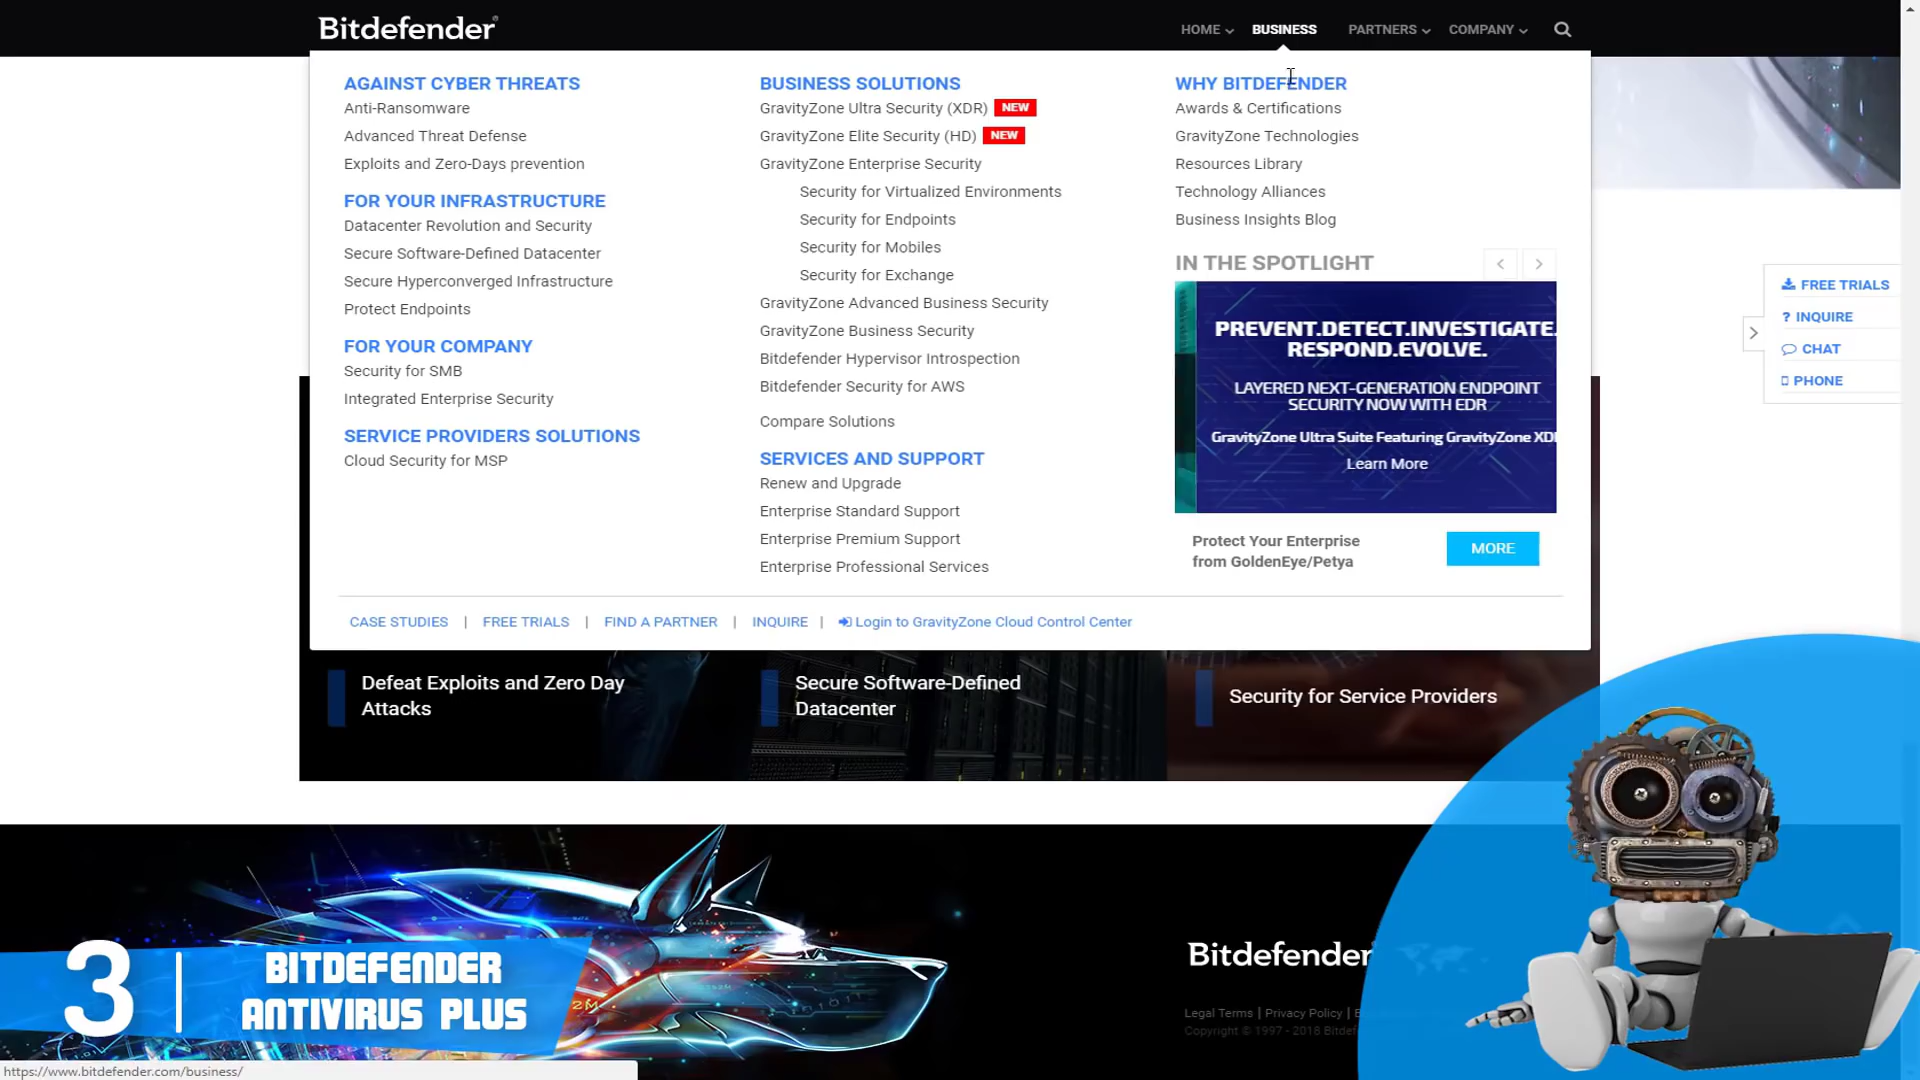 Bitdefender
HOME
BUSINESS
PARTNERS
COMPANY
AGAINST CYBER THREATS
Anti-Ransomware
Advanced Threat Defense
Exploits and Zero-Days prevention
FOR YOUR INFRASTRUCTURE
Datacenter Revolution and Security
Secure Software-Defined Datacenter
Secure Hyperconverged Infrastructure
Protect Endpoints
FOR YOUR COMPANY
Security for SMB
Integrated Enterprise Security
SERVICE PROVIDERS SOLUTIONS
Cloud Security for MSP
BUSINESS SOLUTIONS
GravityZone Ultra Security (XDR) NEW
GravityZone Elite Security (HD) NEW
GravityZone Enterprise Security
Security for Virtualized Environments
Security for Endpoints
Security for Mobiles
Security for Exchange
GravityZone Advanced Business Security
GravityZone Business Security
Bitdefender Hypervisor Introspection
Bitdefender Security for AWS
Compare Solutions
SERVICES AND SUPPORT
Renew and Upgrade
Enterprise Standard Support
Enterprise Premium Support
Enterprise Professional Services
WHY BITDEFENDER
Awards & Certifications
GravityZone Technologies
Resources Library
Technology Alliances
Business Insights Blog
IN THE SPOTLIGHT
PREVENT.DETECT.INVESTIGATE.
RESPOND.EVOLVE.
LAYERED NEXT-GENERATION ENDPOINT
SECURITY NOW WITH EDR
GravityZone Ultra Suite Featuring GravityZone
Learn More
Protect Your Enterprise
from GoldenEye/Petya
MORE
CASE STUDIES | FREE TRIALS | FIND A PARTNER | INQUIRE | Login to GravityZone Cloud Control Center
FREE TRIALS
? INQUIRE
CHAT
PHONE
Defeat Exploits and Zero Day
Attacks
Secure Software-Defined
Datacenter
Security for Service Providers
3
BITDEFENDER
ANTIVIRUS PLUS
Bitdefender
Legal Terms | Privacy Policy |
Copyright © 1997 - 2018
https://www.bitdefender.com/business/